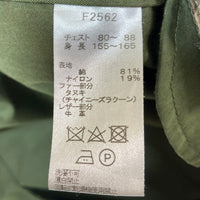 F2562
チェスト 80～ 88
身長 155～165
表地
綿 81%
ナイロン 19%
ファー部分
タヌキ
(チャイニーズラクーン)
レザー部分
牛革